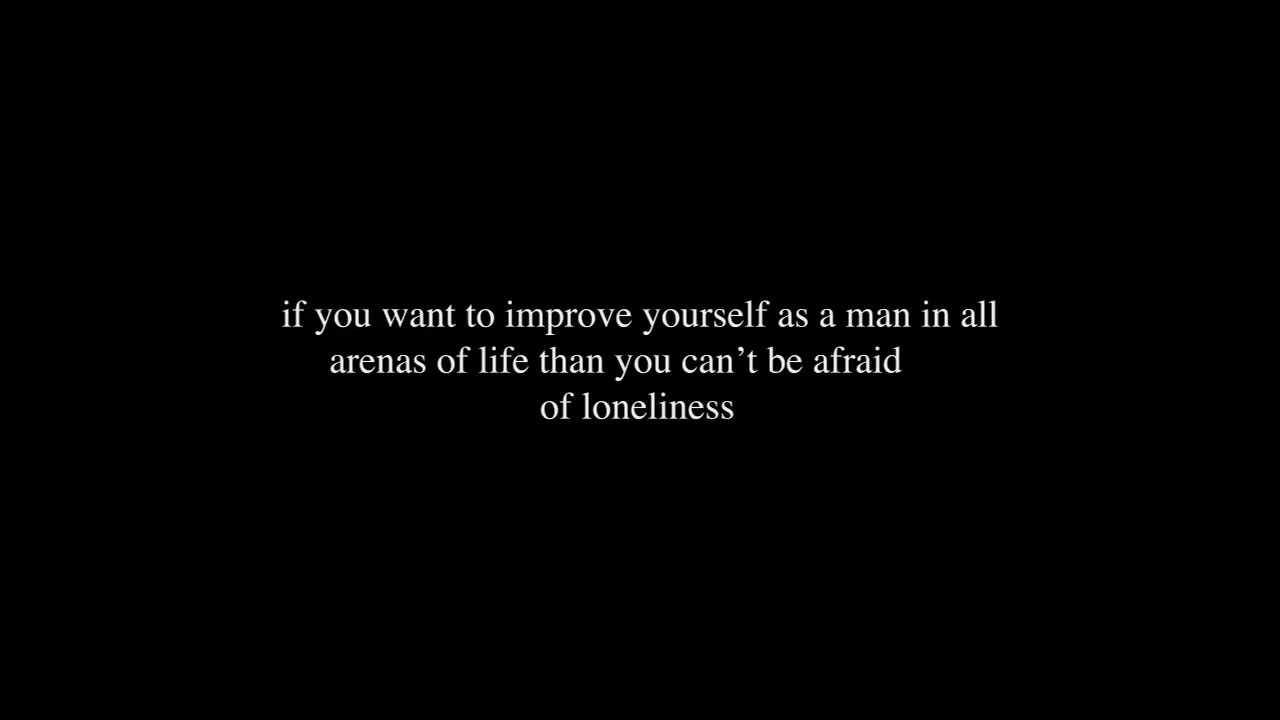 if you want to improve yourself as a man in all
arenas of life than you can’t be afraid
of loneliness